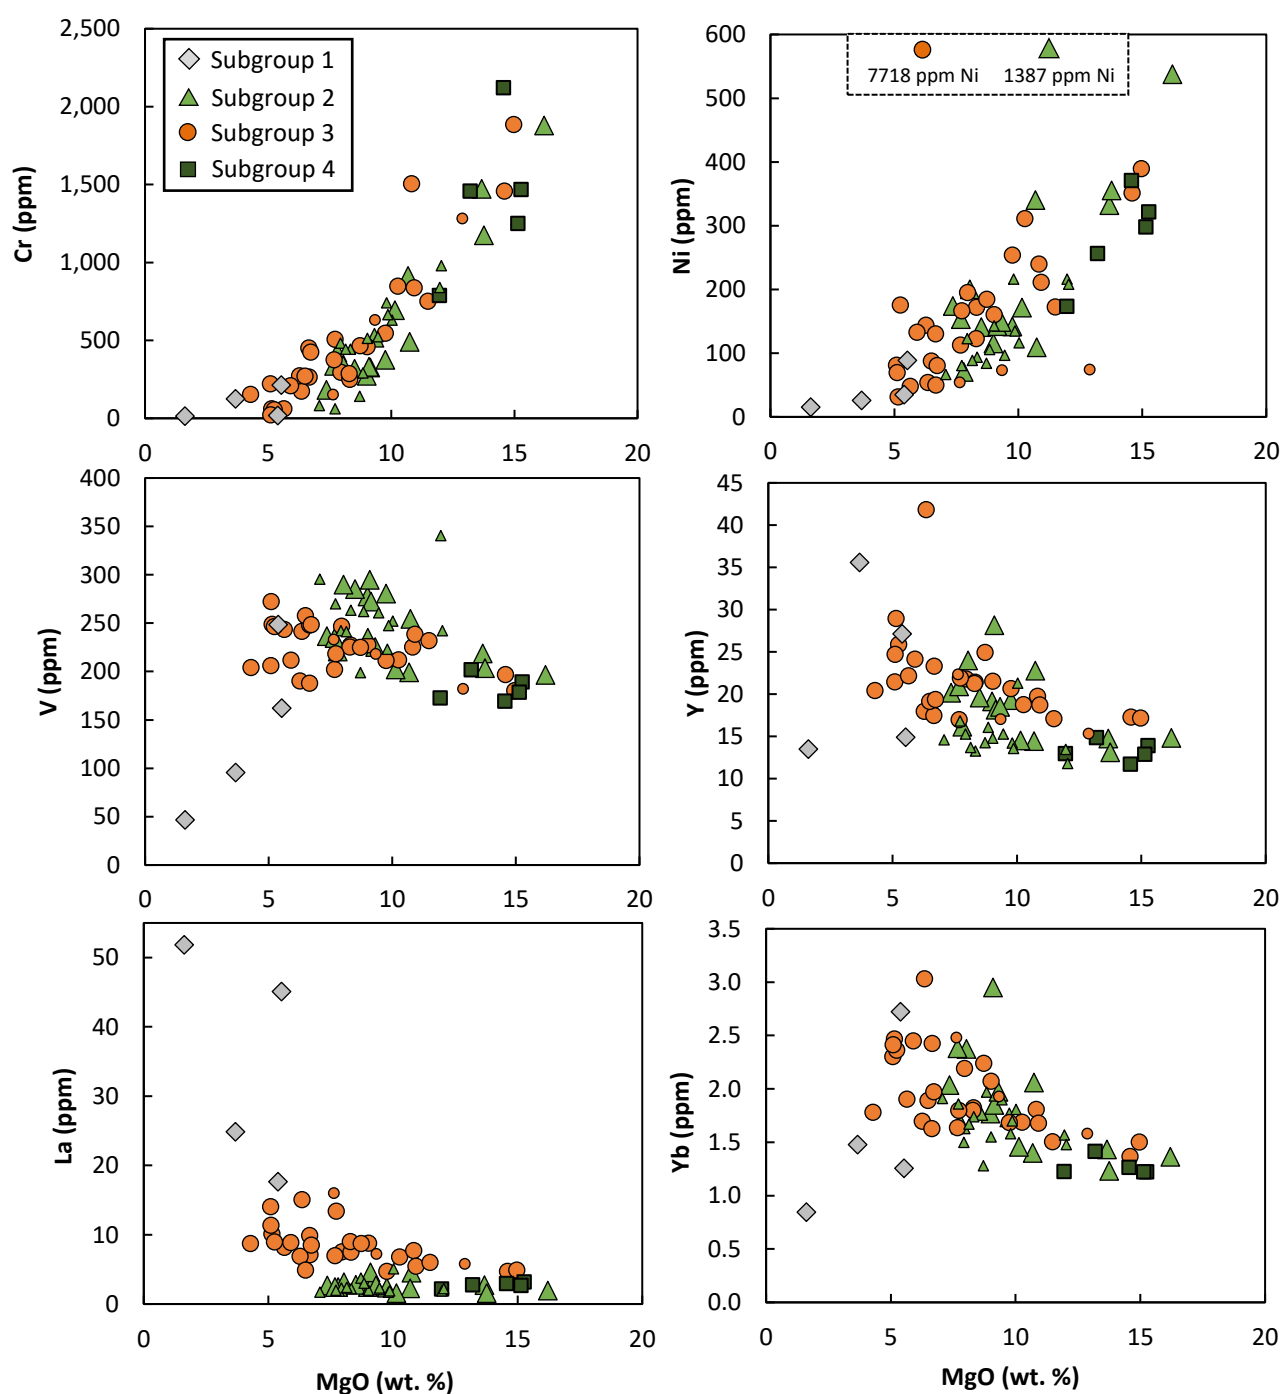 2,500
2,000
1,500
1,000
500
0
Cr (ppm)
Subgroup 1
Subgroup 2
Subgroup 3
Subgroup 4
0 5 10 15 20
600
500
400
300
200
100
0
Ni (ppm)
7718 ppm Ni 1387 ppm Ni
0 5 10 15 20
400
350
300
250
200
150
100
50
0
V (ppm)
0 5 10 15 20
45
40
35
30
25
20
15
10
5
0
Y (ppm)
0 5 10 15 20
50
40
30
20
10
0
La (ppm)
0 5 10 15 20
MgO (wt. %)
3.5
3.0
2.5
2.0
1.5
1.0
0.5
0.0
Yb (ppm)
0 5 10 15 20
MgO (wt. %)